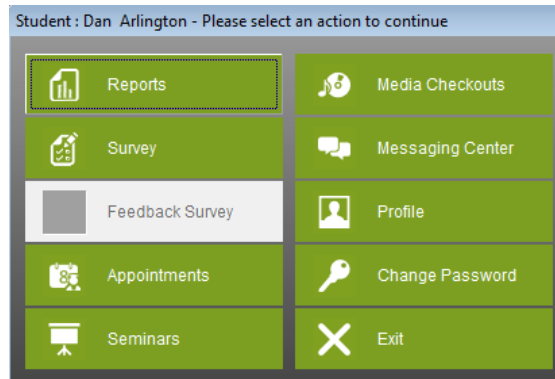 Student : Dan Arlington - Please select an action to continue
Reports
Media Checkouts
Survey
Messaging Center
Feedback Survey
Profile
Appointments
Change Password
Seminars
Exit